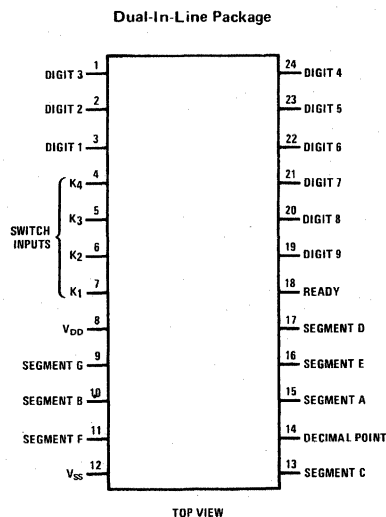 Dual-In-Line Package
DIGIT 3 1
DIGIT 2 2
DIGIT 1 3
K4 4
K3 5
SWITCH INPUTS
K2 6
K1 7
VDD 8
SEGMENT G 9
SEGMENT B 10
SEGMENT F 11
VSS 12
24 DIGIT 4
23 DIGIT 5
22 DIGIT 6
21 DIGIT 7
20 DIGIT 8
19 DIGIT 9
18 READY
17 SEGMENT D
16 SEGMENT E
15 SEGMENT A
14 DECIMAL POINT
13 SEGMENT C
TOP VIEW